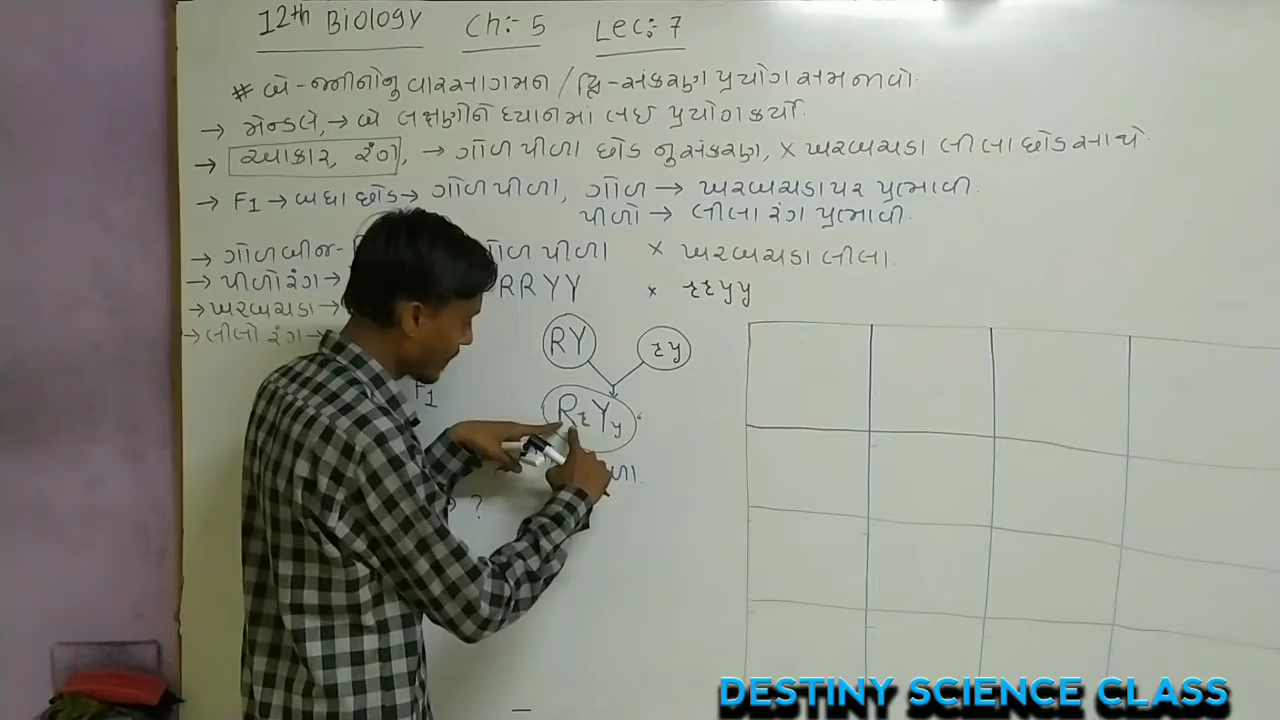 12th Biology Ch:- 5 Lec:- 7
# બે-જનીનોનુ વારસાગમન / દ્વિ-સંકરણ પ્રયોગ સમજાવો.
→ મેન્ડલે, → બે લક્ષણોને ધ્યાનમાં લઈ પ્રયોગ કર્યો.
→ આકાર, રંગ, → ગોળ પીળા છોડ નુ સંકરણ, × ખરબચડા લીલા છોડ સાથે
→ F1 → બધા છોડ → ગોળ પીળા, ગોળ → ખરબચડા પર પ્રભાવી.
પીળો → લીલા રંગ પ્રભાવી.
→ ગોળ બીજ- ગોળ પીળા × ખરબચડા લીલા.
→ પીળો રંગ → RRYY × rryy
→ ખરબચડા →
→ લીલો રંગ →
RY ry
F1 RrYy
ળા.
?
DESTINY SCIENCE CLASS